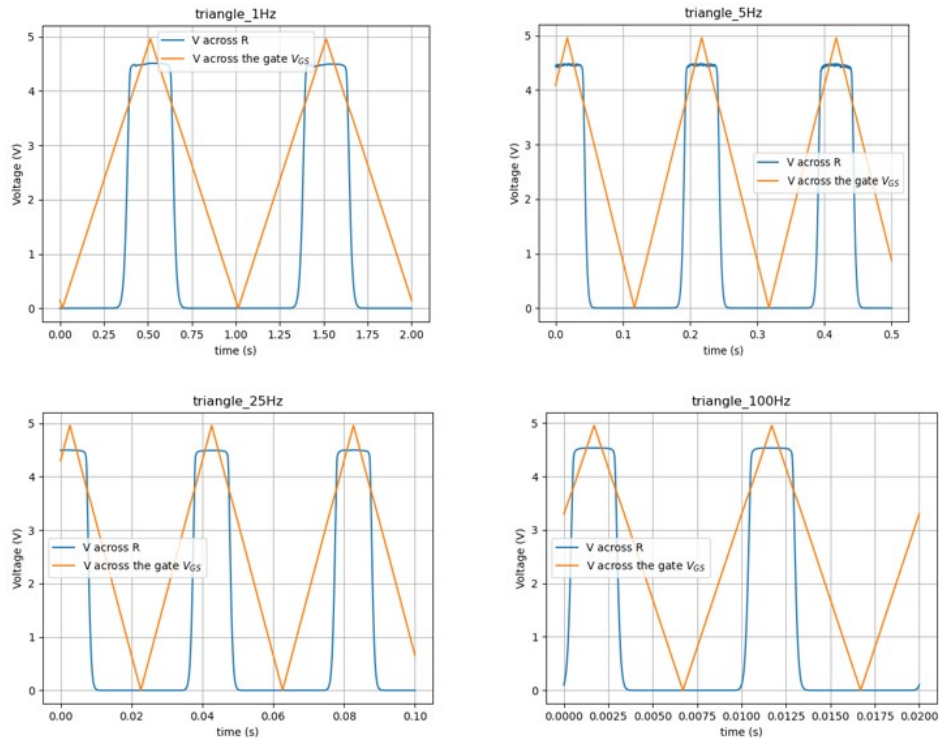 triangle_1Hz
V across R
V across the gate V_GS
Voltage (V)
5
4
3
2
1
0
0.00 0.25 0.50 0.75 1.00 1.25 1.50 1.75 2.00
time (s)
triangle_5Hz
V across R
V across the gate V_GS
Voltage (V)
5
4
3
2
1
0
0.0 0.1 0.2 0.3 0.4 0.5
time (s)
triangle_25Hz
V across R
V across the gate V_GS
Voltage (V)
5
4
3
2
1
0
0.00 0.02 0.04 0.06 0.08 0.10
time (s)
triangle_100Hz
V across R
V across the gate V_GS
Voltage (V)
5
4
3
2
1
0
0.0000 0.0025 0.0050 0.0075 0.0100 0.0125 0.0150 0.0175 0.0200
time (s)